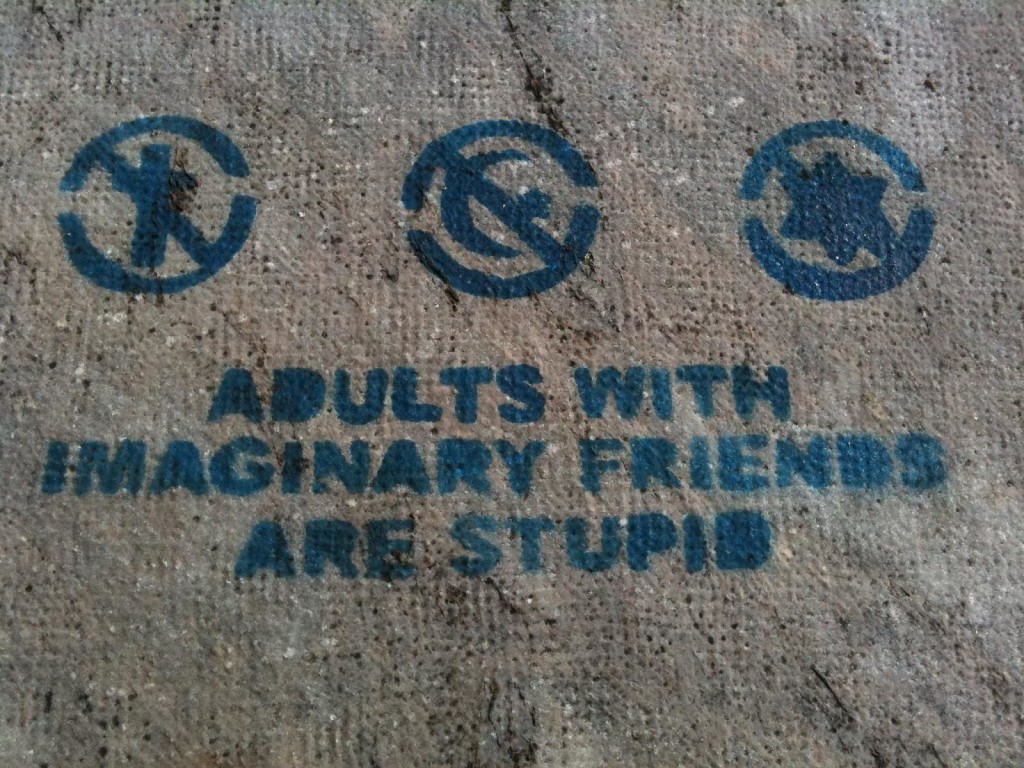 ADULTS WITH
IMAGINARY FRIENDS
ARE STUPID